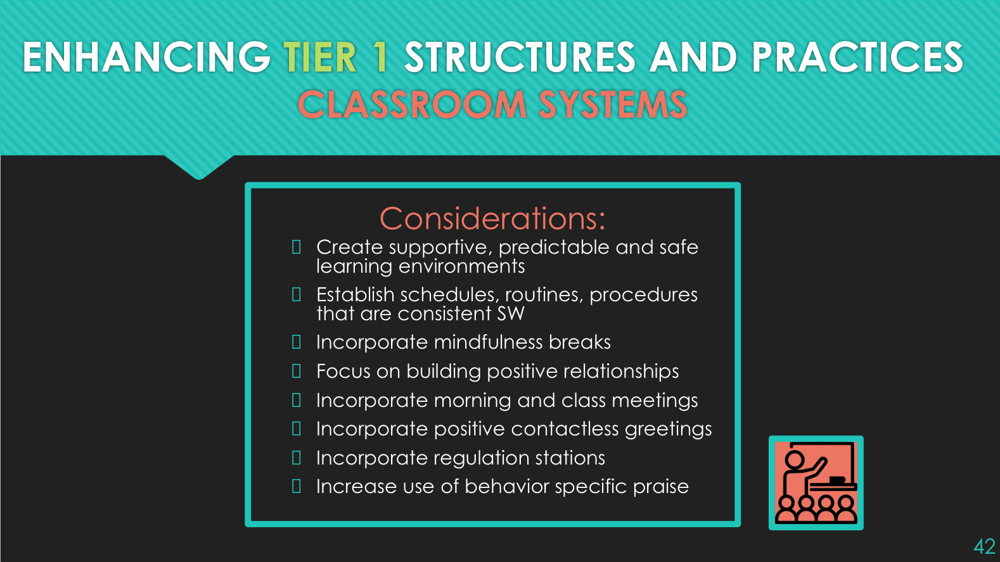 ENHANCING TIER 1 STRUCTURES AND PRACTICES
CLASSROOM SYSTEMS
Considerations:
Create supportive, predictable and safe
learning environments
Establish schedules, routines, procedures
that are consistent SW
Incorporate mindfulness breaks
Focus on building positive relationships
Incorporate morning and class meetings
Incorporate positive contactless greetings
Incorporate regulation stations
Increase use of behavior specific praise
42